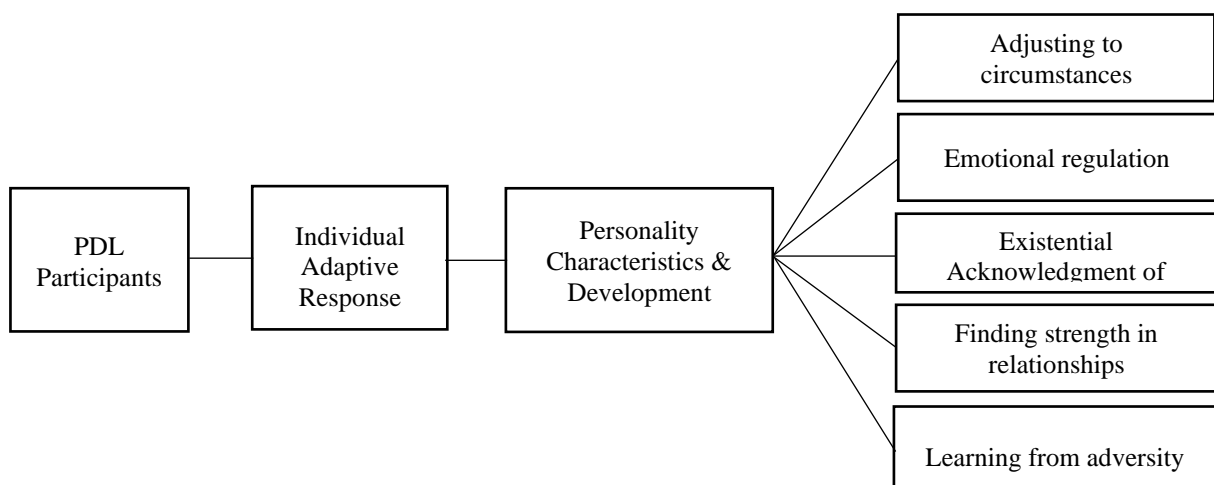 PDL
Participants
Individual
Adaptive
Response
Personality
Characteristics &
Development
Adjusting to
circumstances
Emotional regulation
Existential
Acknowledgment of
Finding strength in
relationships
Learning from adversity